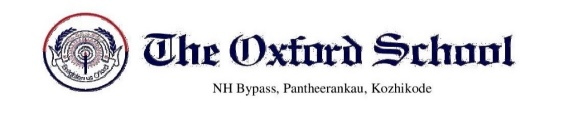 The Oxford School
NH Bypass, Pantheerankau, Kozhikode